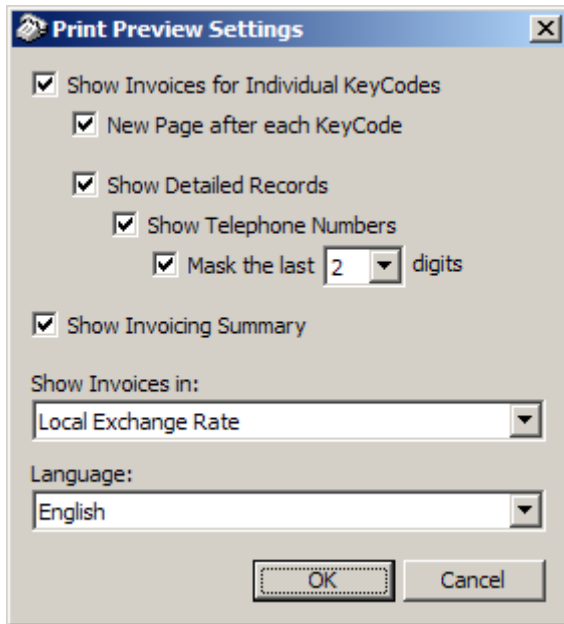 Print Preview Settings
Show Invoices for Individual KeyCodes
New Page after each KeyCode
Show Detailed Records
Show Telephone Numbers
Mask the last 2 digits
Show Invoicing Summary
Show Invoices in:
Local Exchange Rate
Language:
English
OK Cancel